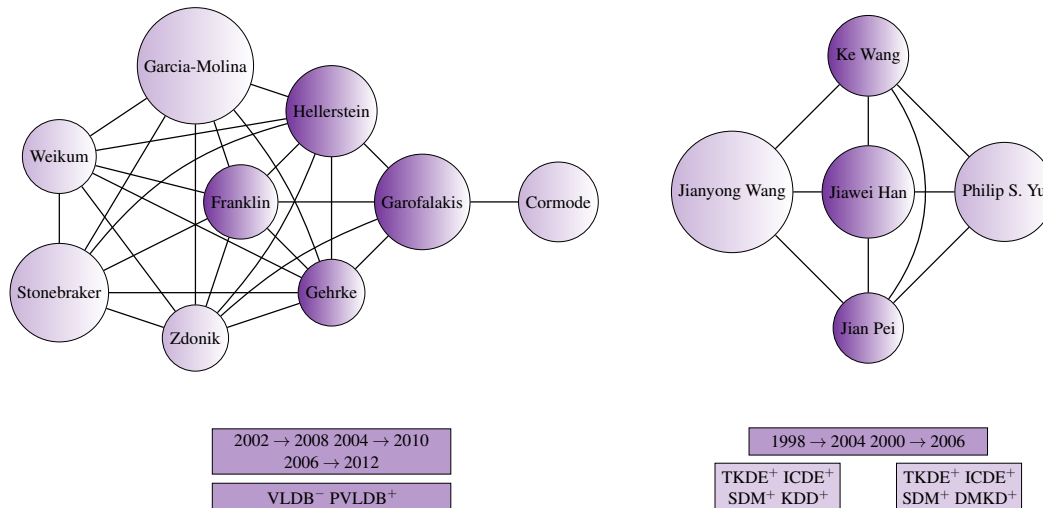 Garcia-Molina
Hellerstein
Weikum
Franklin
Garofalakis
Cormode
Stonebraker
Gehrke
Zdonik
2002 → 2008 2004 → 2010
2006 → 2012
VLDB⁻ PVLDB⁺
Ke Wang
Jianyong Wang
Jiawei Han
Philip S. Yu
Jian Pei
1998 → 2004 2000 → 2006
TKDE⁺ ICDE⁺
SDM⁺ KDD⁺
TKDE⁺ ICDE⁺
SDM⁺ DMKD⁺